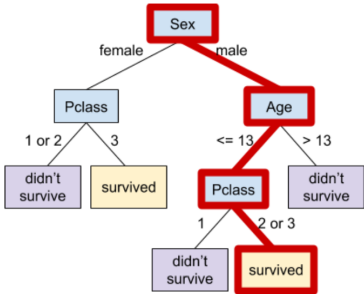 Sex
female
male
Pclass
Age
1 or 2
3
<= 13
> 13
didn't
survive
survived
Pclass
didn't
survive
1
2 or 3
didn't
survive
survived